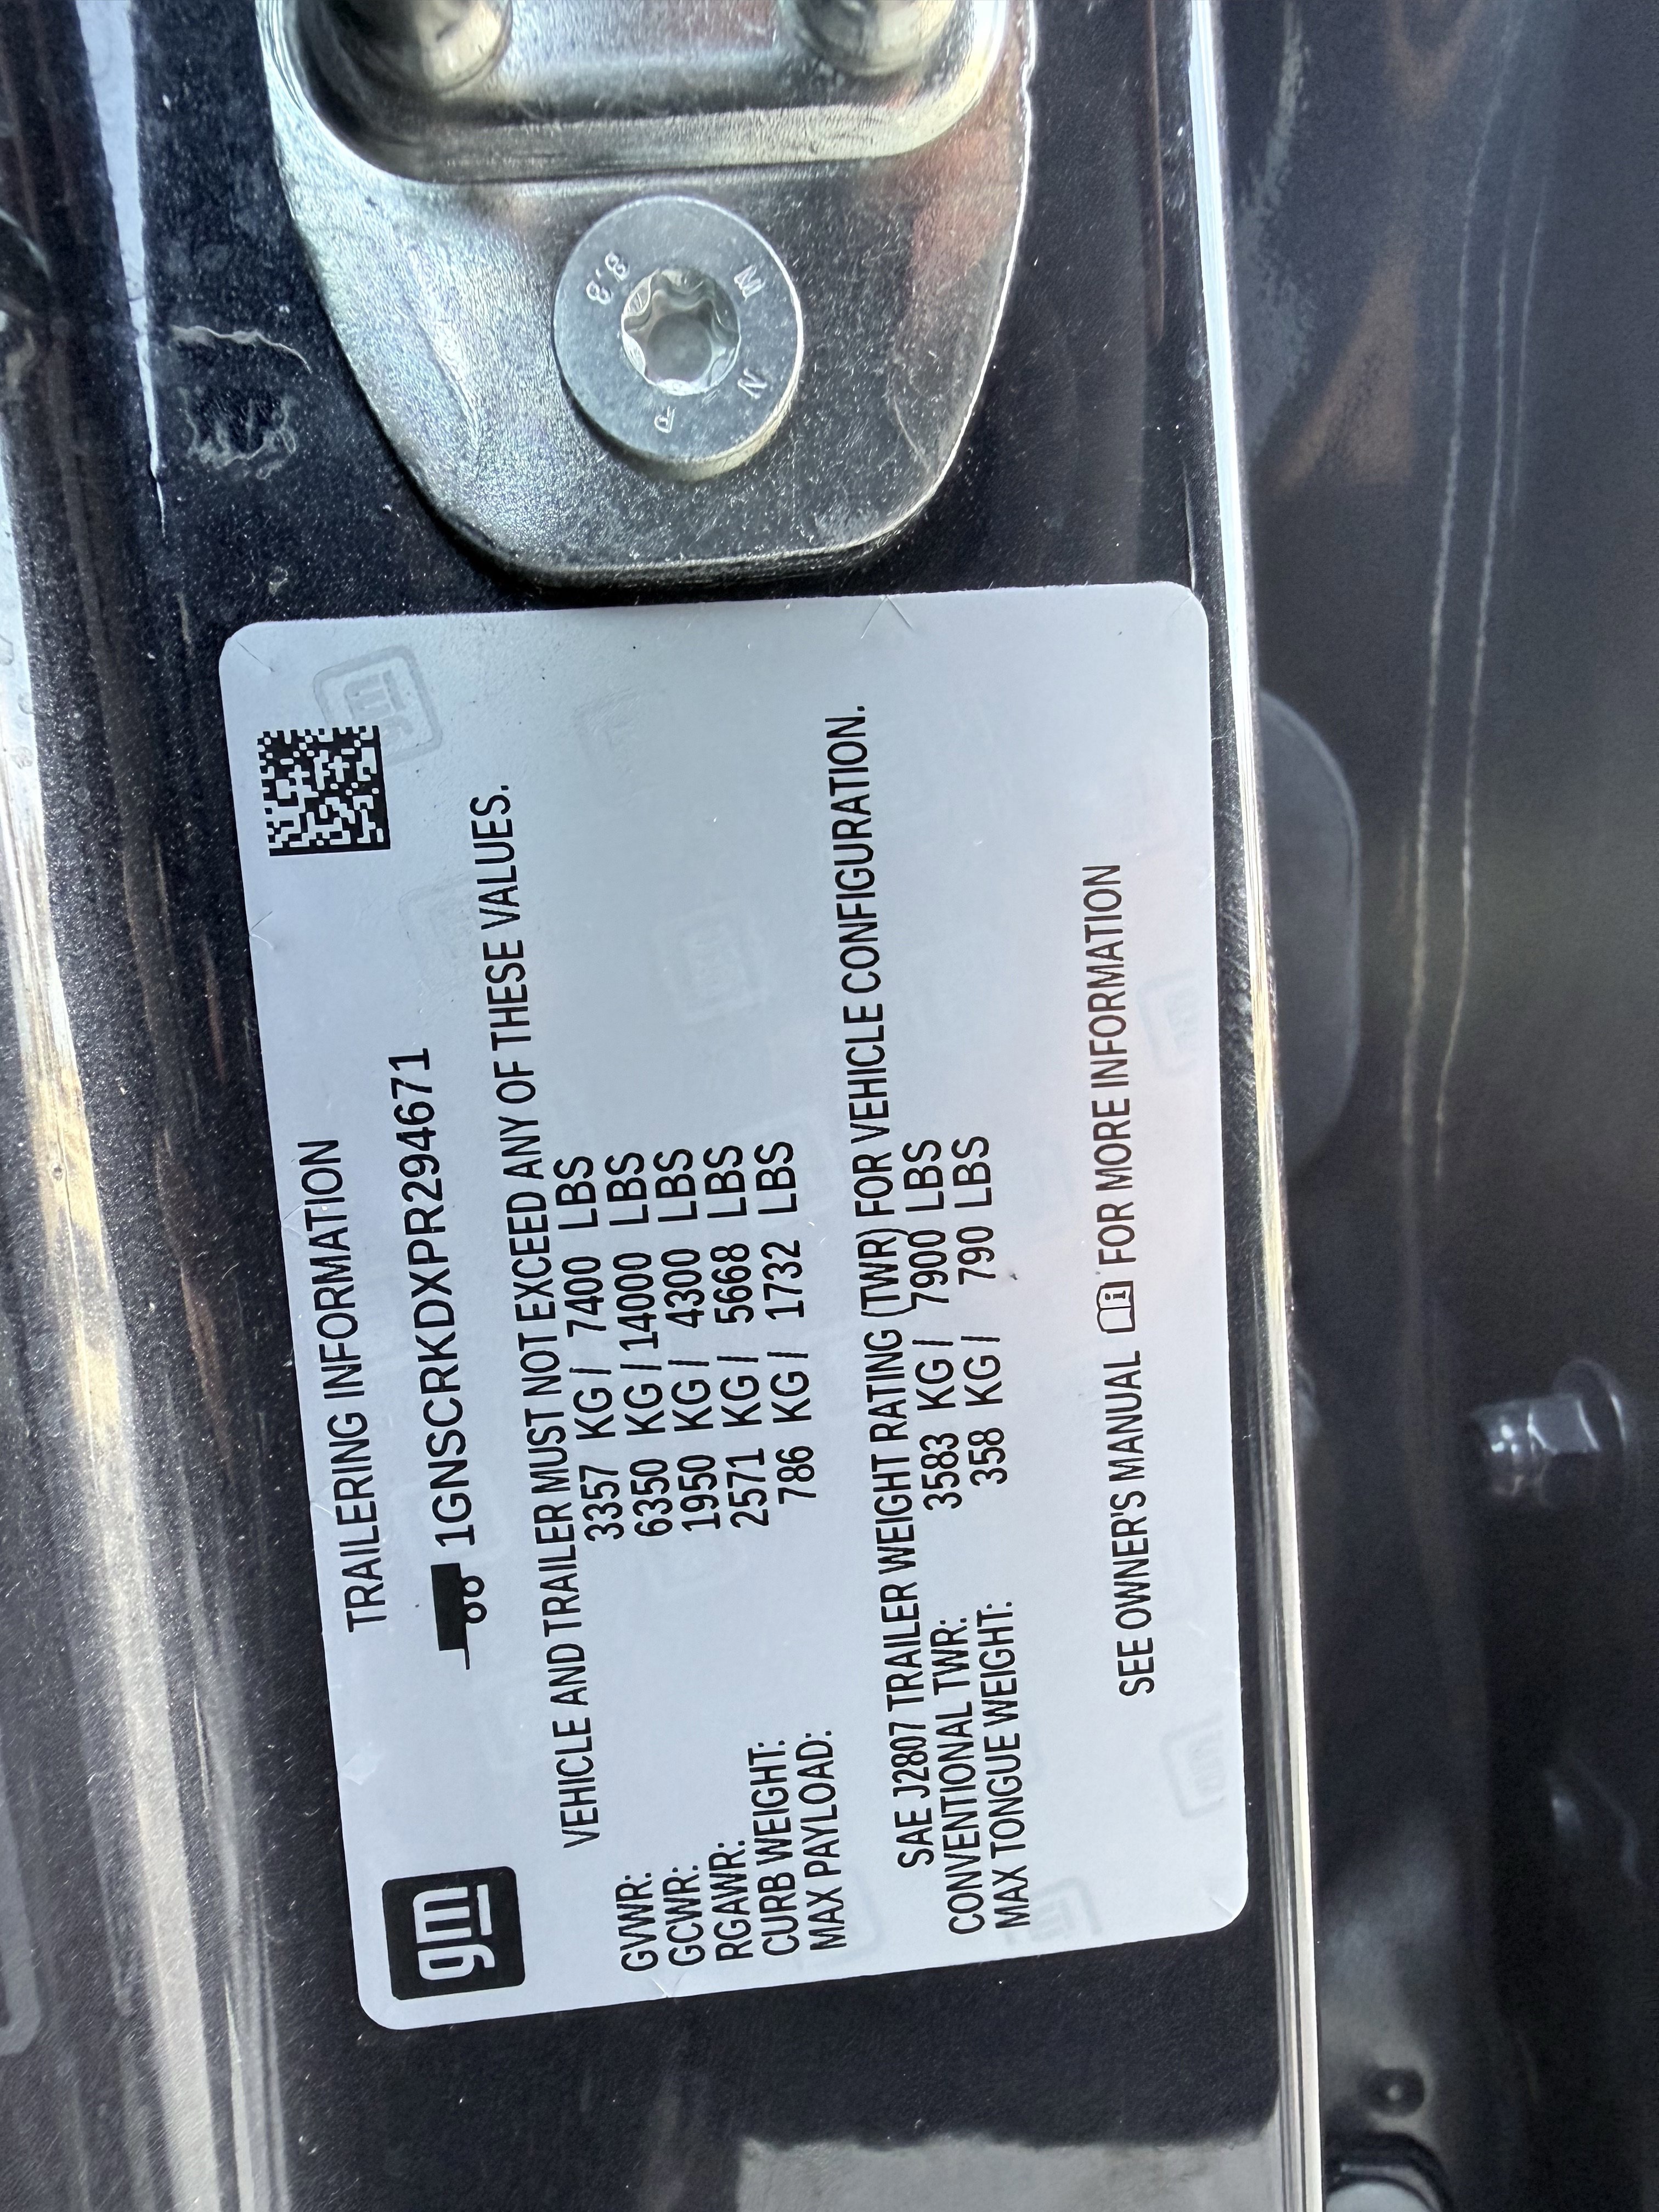 gm
TRAILERING INFORMATION
1GNSCRKDXPR294671
VEHICLE AND TRAILER MUST NOT EXCEED ANY OF THESE VALUES.
GVWR: 3357 KG / 7400 LBS
GCWR: 6350 KG / 14000 LBS
RGAWR: 1950 KG / 4300 LBS
CURB WEIGHT: 2571 KG / 5668 LBS
MAX PAYLOAD: 786 KG / 1732 LBS
SAE J2807 TRAILER WEIGHT RATING (TWR) FOR VEHICLE CONFIGURATION.
CONVENTIONAL TWR: 3583 KG / 7900 LBS
MAX TONGUE WEIGHT: 358 KG / 790 LBS
SEE OWNER'S MANUAL FOR MORE INFORMATION
8.8
R N M